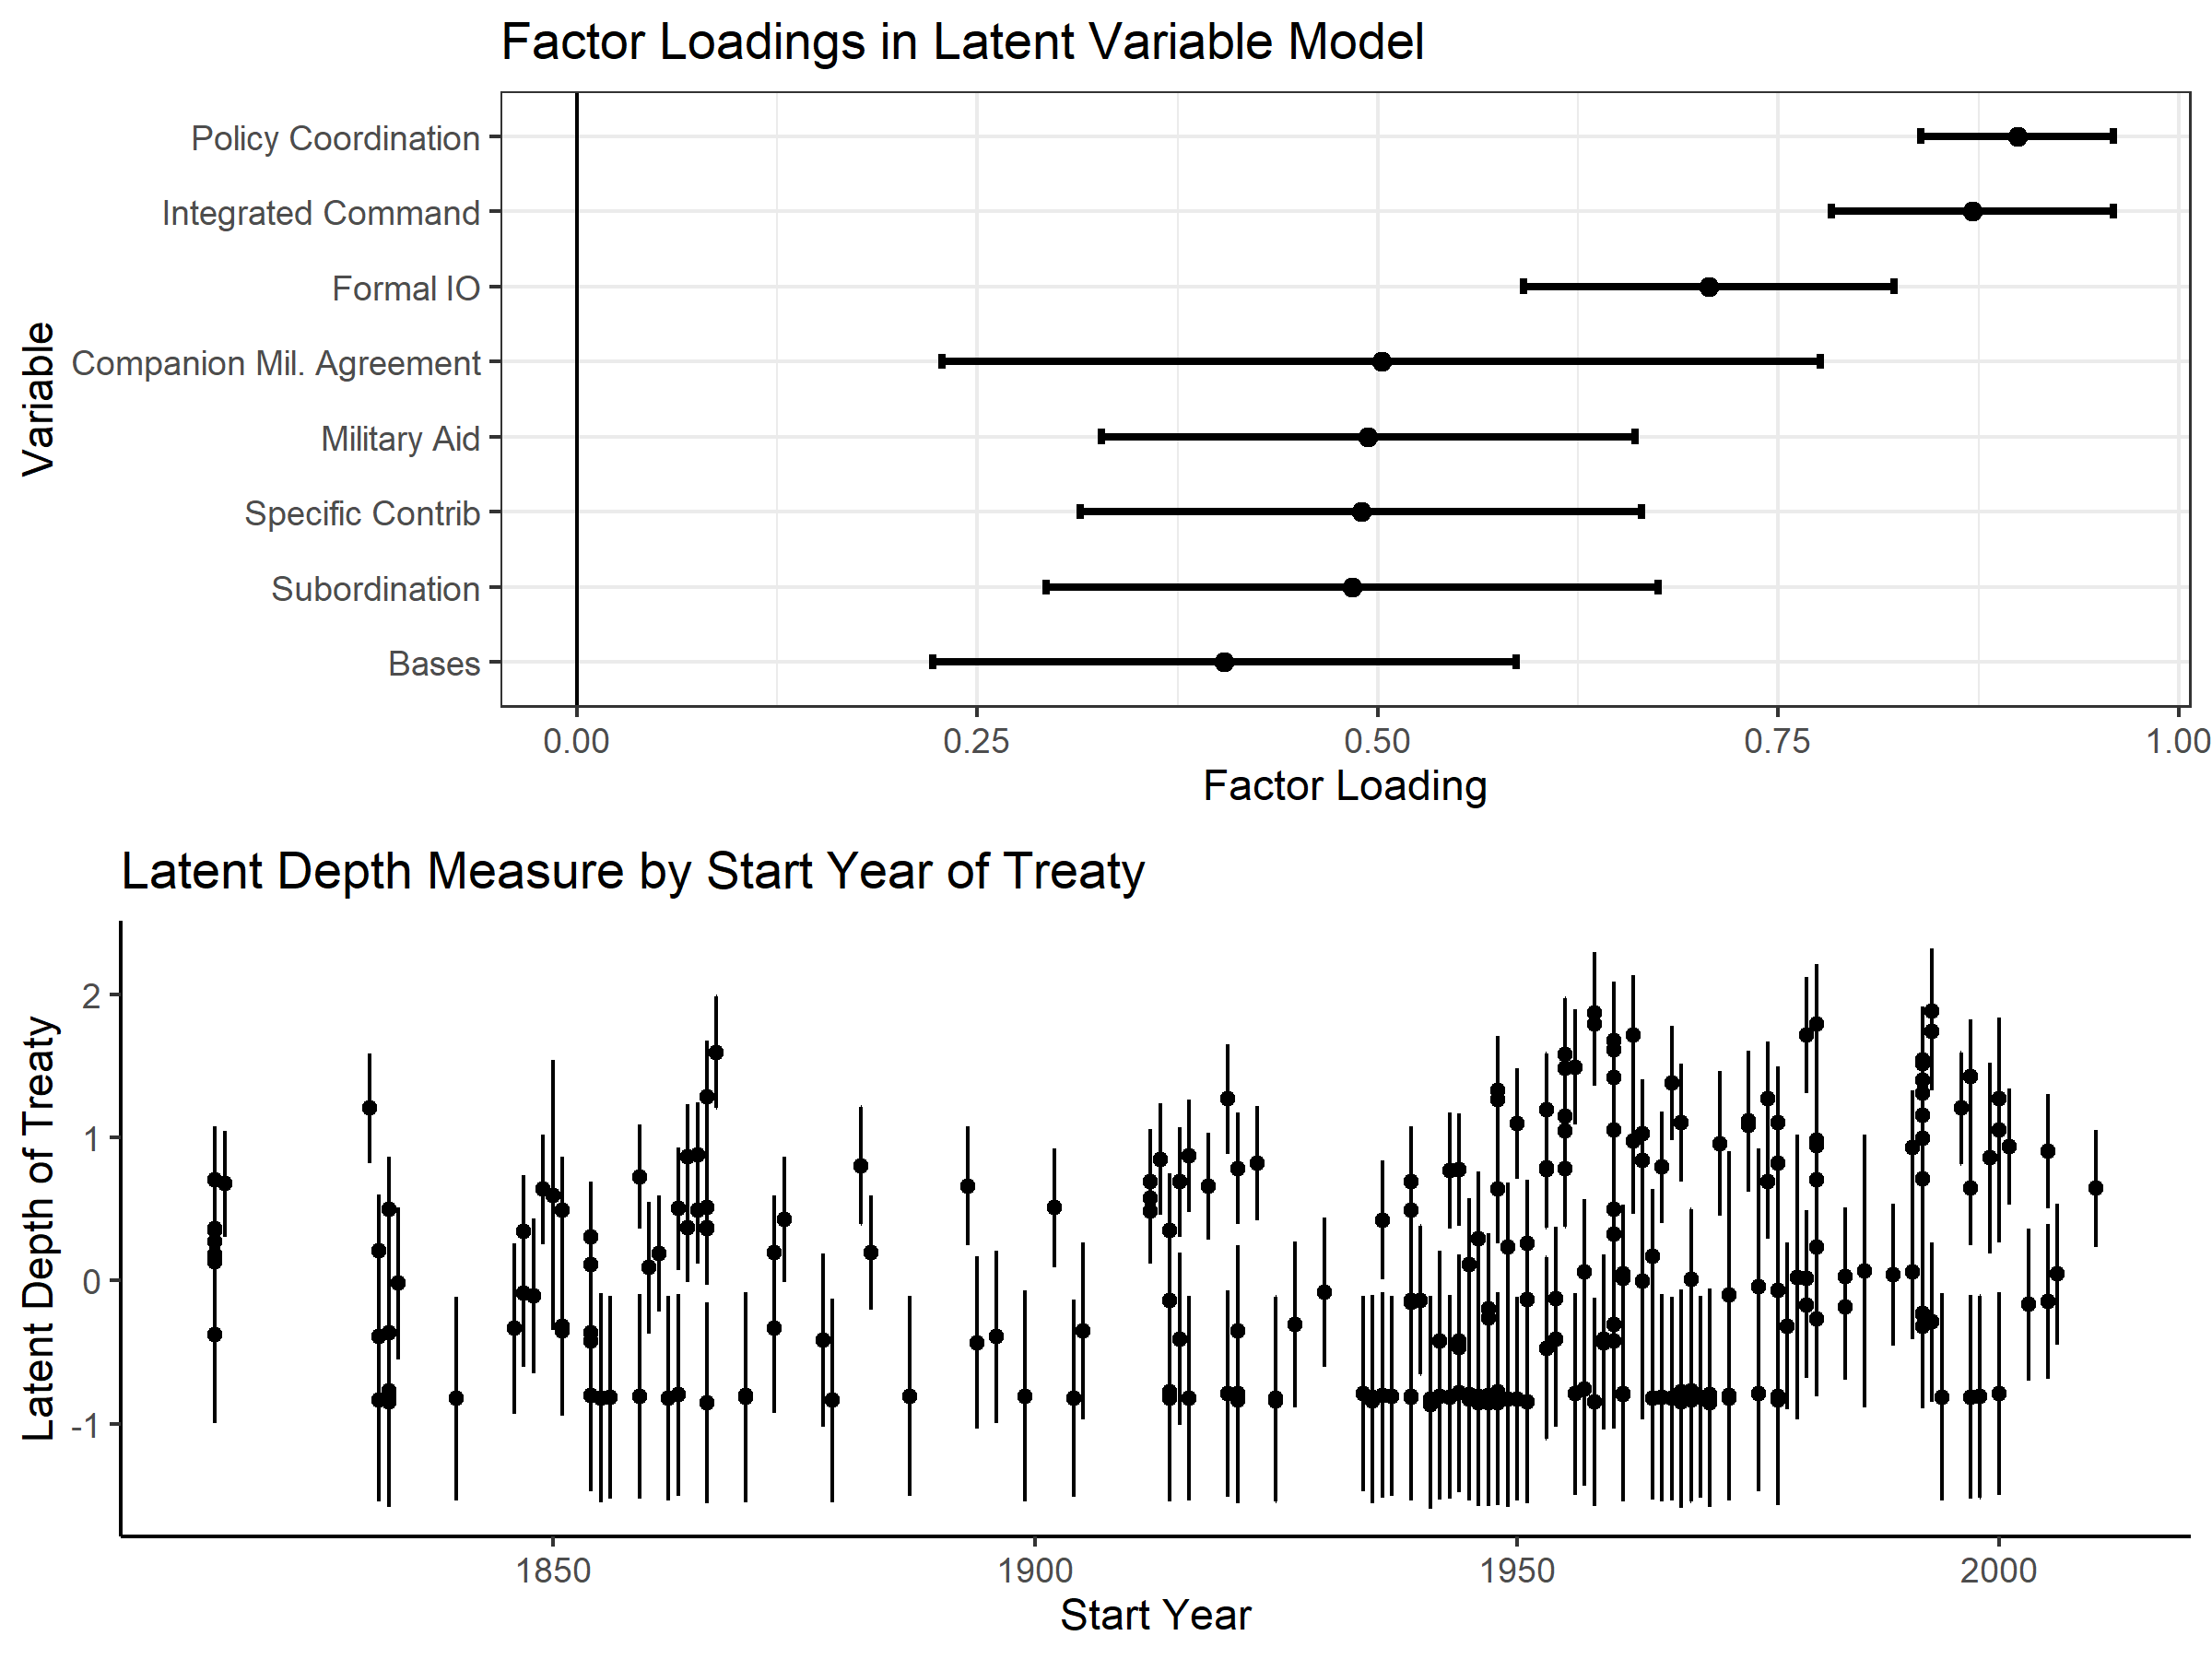 Factor Loadings in Latent Variable Model
Variable
Policy Coordination
Integrated Command
Formal IO
Companion Mil. Agreement
Military Aid
Specific Contrib
Subordination
Bases
0.00 0.25 0.50 0.75 1.00
Factor Loading
Latent Depth Measure by Start Year of Treaty
Latent Depth of Treaty
2
1
0
-1
1850 1900 1950 2000
Start Year